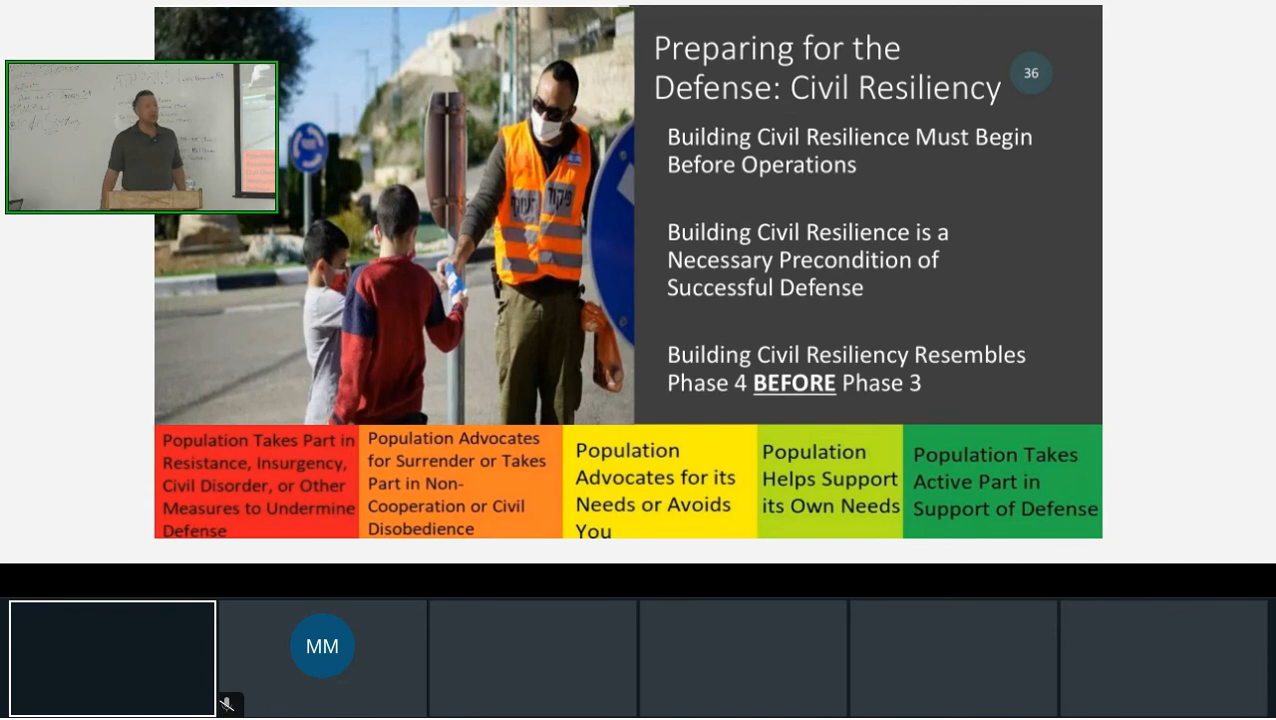 Preparing for the
Defense: Civil Resiliency
36
Building Civil Resilience Must Begin
Before Operations
Building Civil Resilience is a
Necessary Precondition of
Successful Defense
Building Civil Resiliency Resembles
Phase 4 BEFORE Phase 3
פיקוד
העורף
Population Takes Part in
Resistance, Insurgency,
Civil Disorder, or Other
Measures to Undermine
Defense
Population Advocates
for Surrender or Takes
Part in Non-
Cooperation or Civil
Disobedience
Population
Advocates for its
Needs or Avoids
You
Population
Helps Support
its Own Needs
Population Takes
Active Part in
Support of Defense
MM